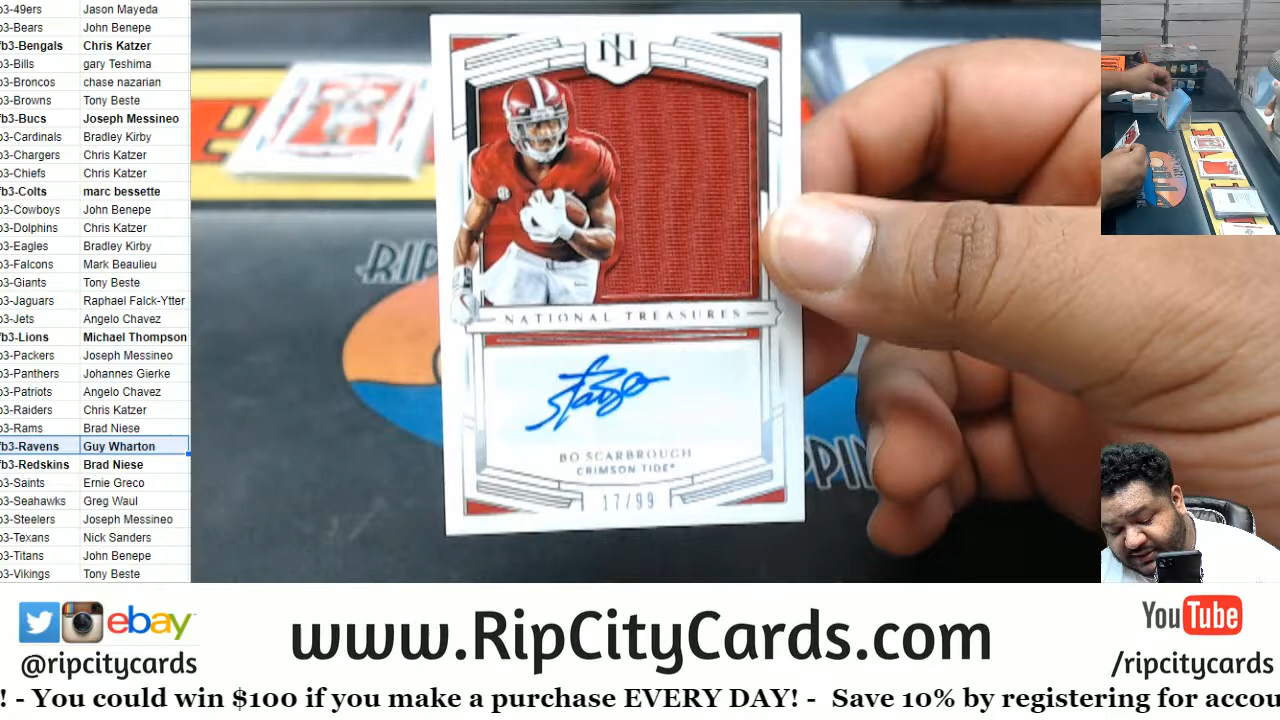 b3-49ers Jason Mayeda
b3-Bears John Benepe
fb3-Bengals Chris Katzer
b3-Bills gary Teshima
b3-Broncos chase nazarian
b3-Browns Tony Beste
fb3-Bucs Joseph Messineo
b3-Cardinals Bradley Kirby
b3-Chargers Chris Katzer
b3-Chiefs Chris Katzer
fb3-Colts marc bessette
b3-Cowboys John Benepe
b3-Dolphins Chris Katzer
b3-Eagles Bradley Kirby
b3-Falcons Mark Beaulieu
b3-Giants Tony Beste
b3-Jaguars Raphael Falck-Ytter
b3-Jets Angelo Chavez
fb3-Lions Michael Thompson
b3-Packers Joseph Messineo
b3-Panthers Johannes Gierke
b3-Patriots Angelo Chavez
b3-Raiders Chris Katzer
b3-Rams Brad Niese
fb3-Ravens Guy Wharton
fb3-Redskins Brad Niese
b3-Saints Ernie Greco
b3-Seahawks Greg Waul
b3-Steelers Joseph Messineo
b3-Texans Nick Sanders
b3-Titans John Benepe
b3-Vikings Tony Beste
NT
NATIONAL TREASURES
BO SCARBROUGH
CRIMSON TIDE
17/99
RIP
PPIN
ebay
@ripcitycards
www.RipCityCards.com
YouTube
/ripcitycards
! - You could win $100 if you make a purchase EVERY DAY! - Save 10% by registering for accou